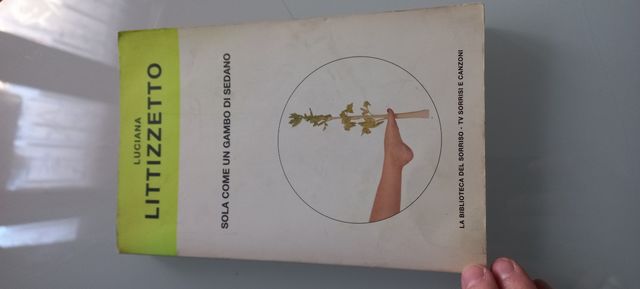 LUCIANA
LITTIZZETTO
SOLA COME UN GAMBO DI SEDANO
LA BIBLIOTECA DEL SORRISO - TV SORRISI E CANZONI